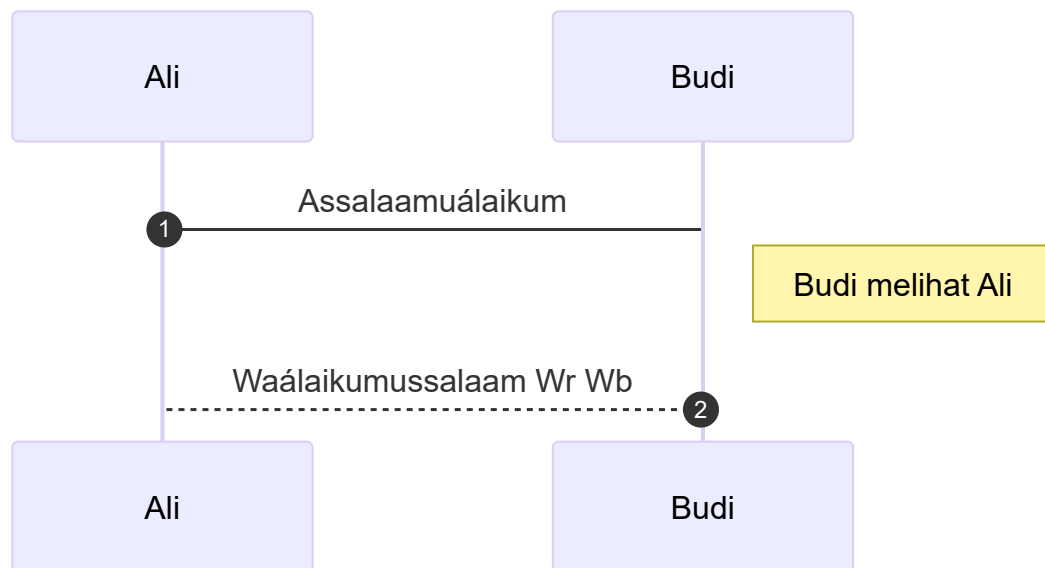 Ali
Budi
Assalaamuálaikum
1
Budi melihat Ali
Waálaikumussalaam Wr Wb
2
Ali
Budi